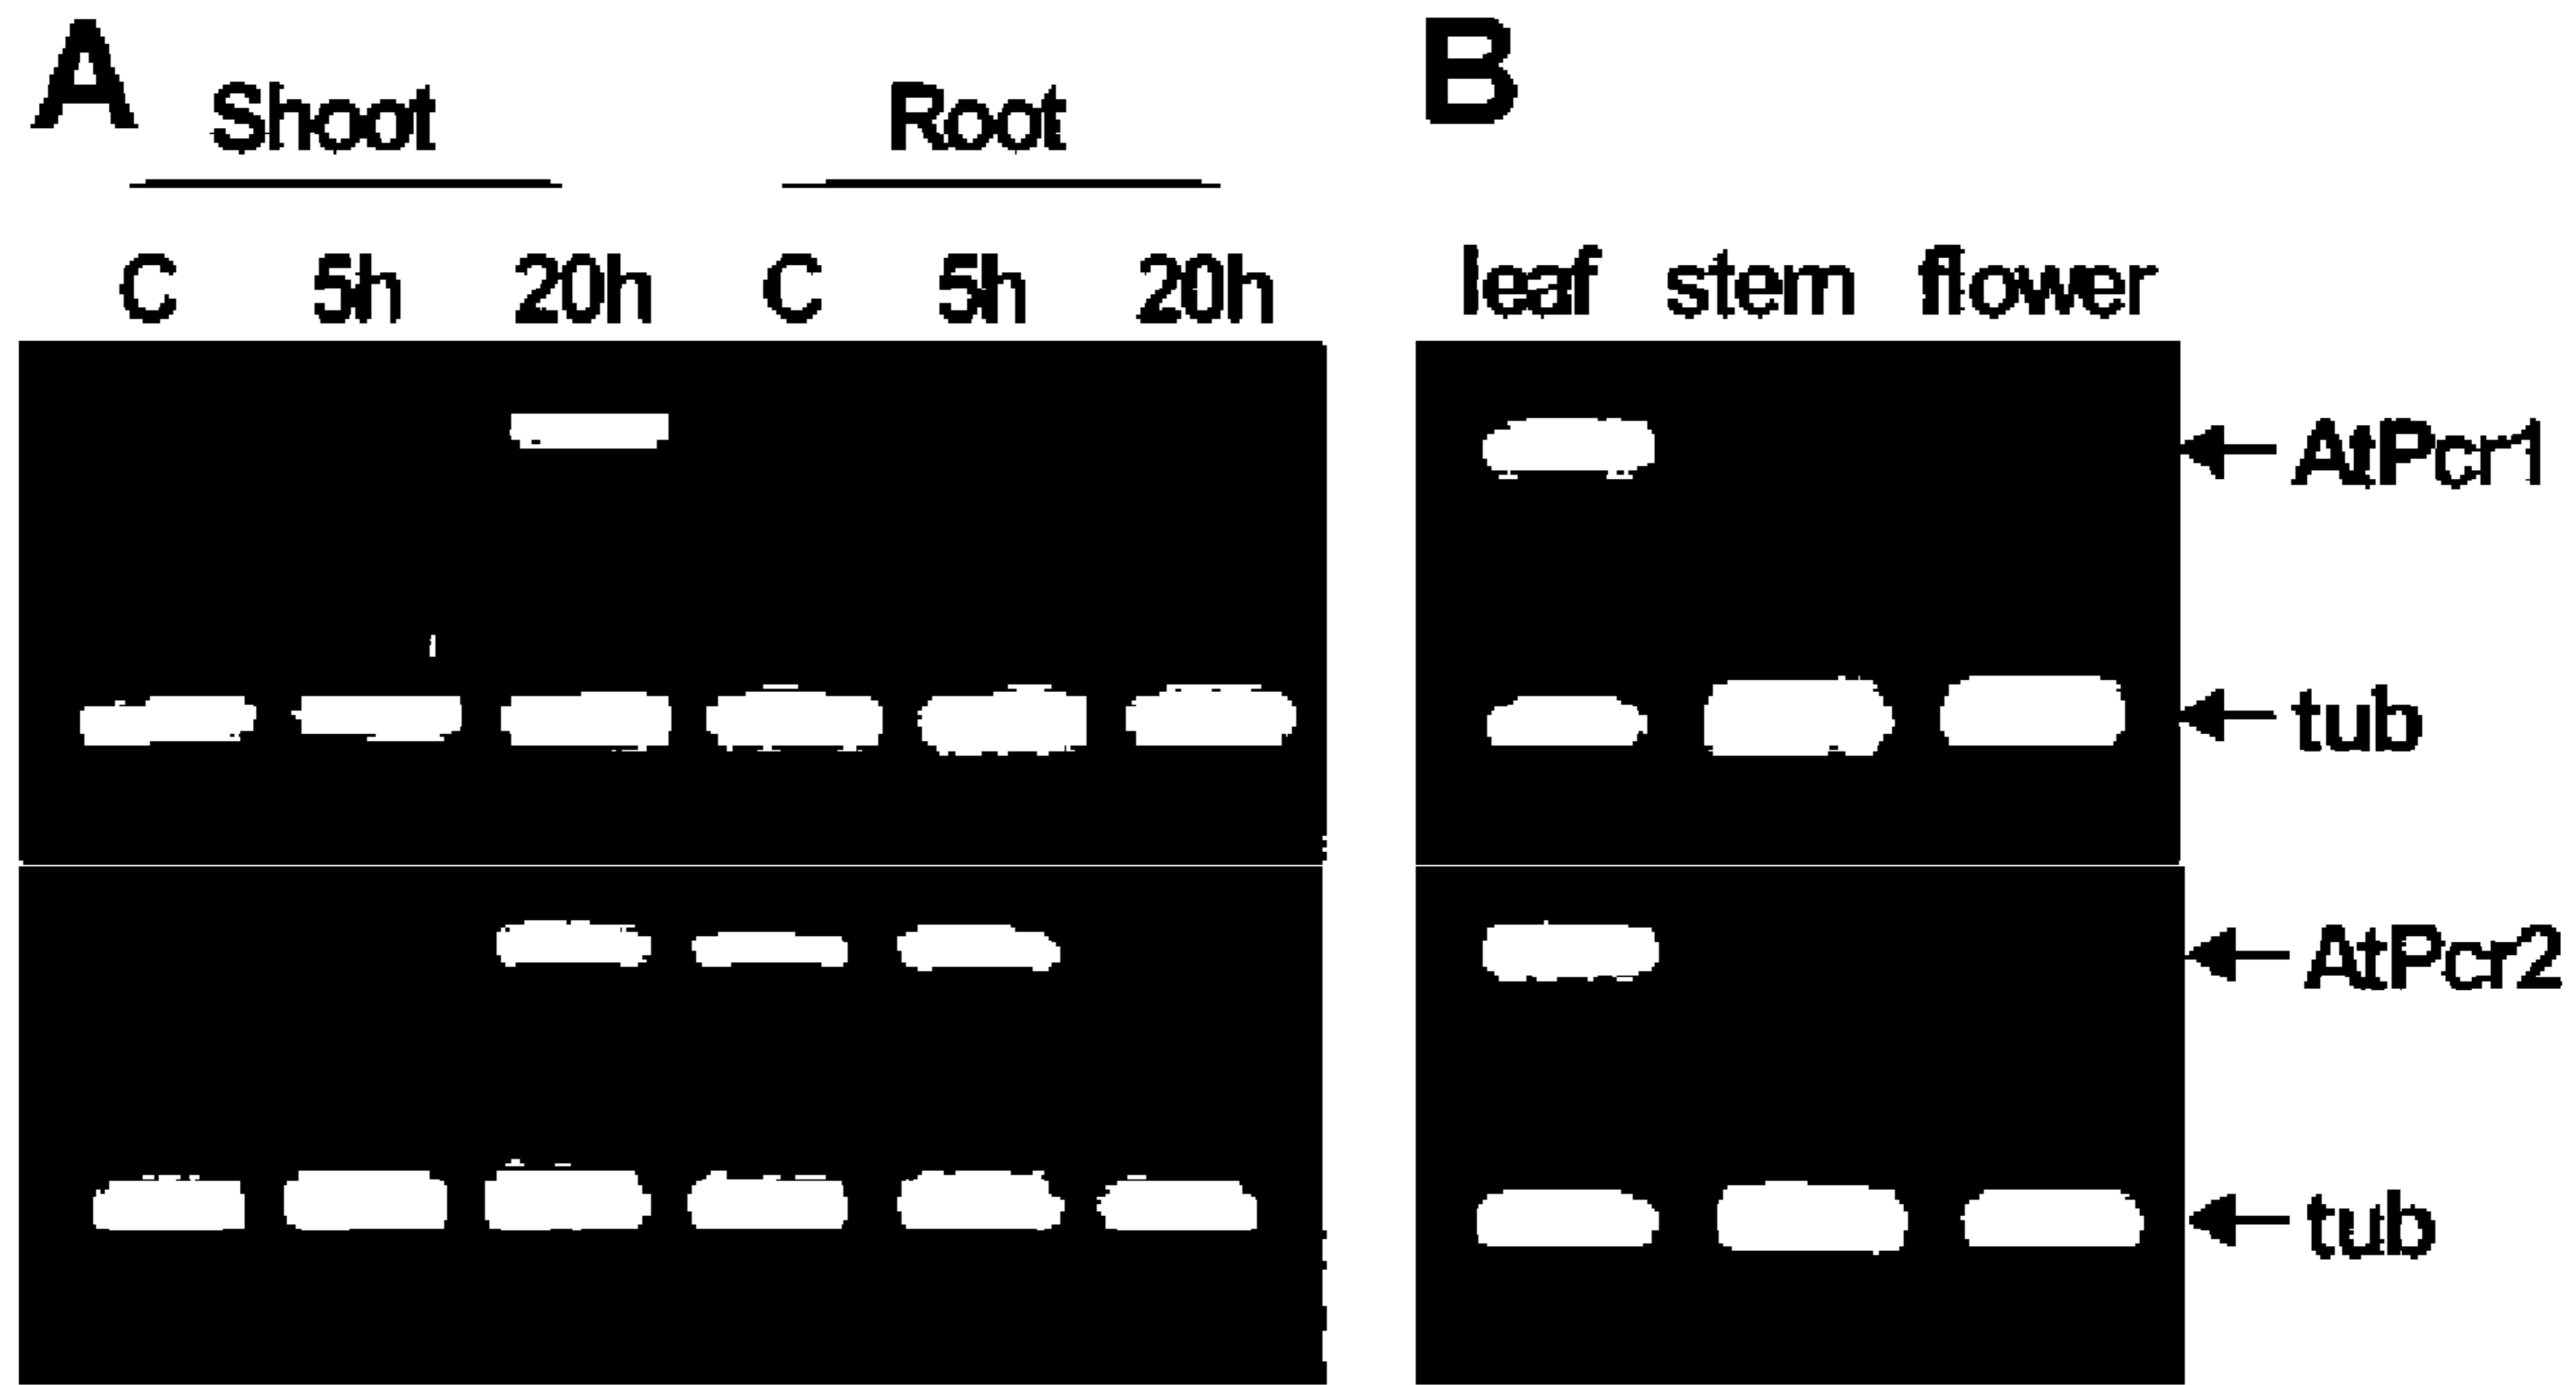 A
B
Shoot Root
C 5h 20h C 5h 20h
leaf stem flower
AtPcr1
tub
AtPcr2
tub